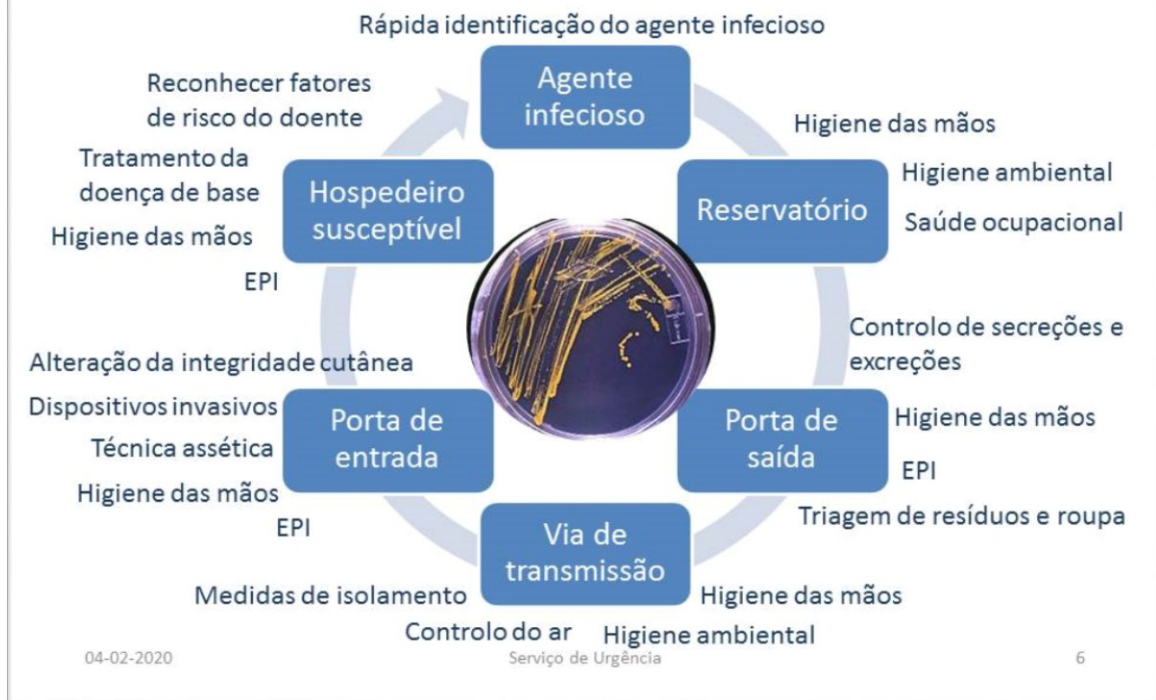 Rápida identificação do agente infecioso
Agente
infecioso
Reconhecer fatores
de risco do doente
Tratamento da
doença de base
Higiene das mãos
EPI
Hospedeiro
susceptível
Higiene das mãos
Higiene ambiental
Saúde ocupacional
Reservatório
Controlo de secreções e
excreções
Higiene das mãos
EPI
Triagem de resíduos e roupa
Porta de
saída
Alteração da integridade cutânea
Dispositivos invasivos
Técnica assética
Higiene das mãos
EPI
Porta de
entrada
Via de
transmissão
Medidas de isolamento
Higiene das mãos
Controlo do ar
Higiene ambiental
04-02-2020
Serviço de Urgência
6